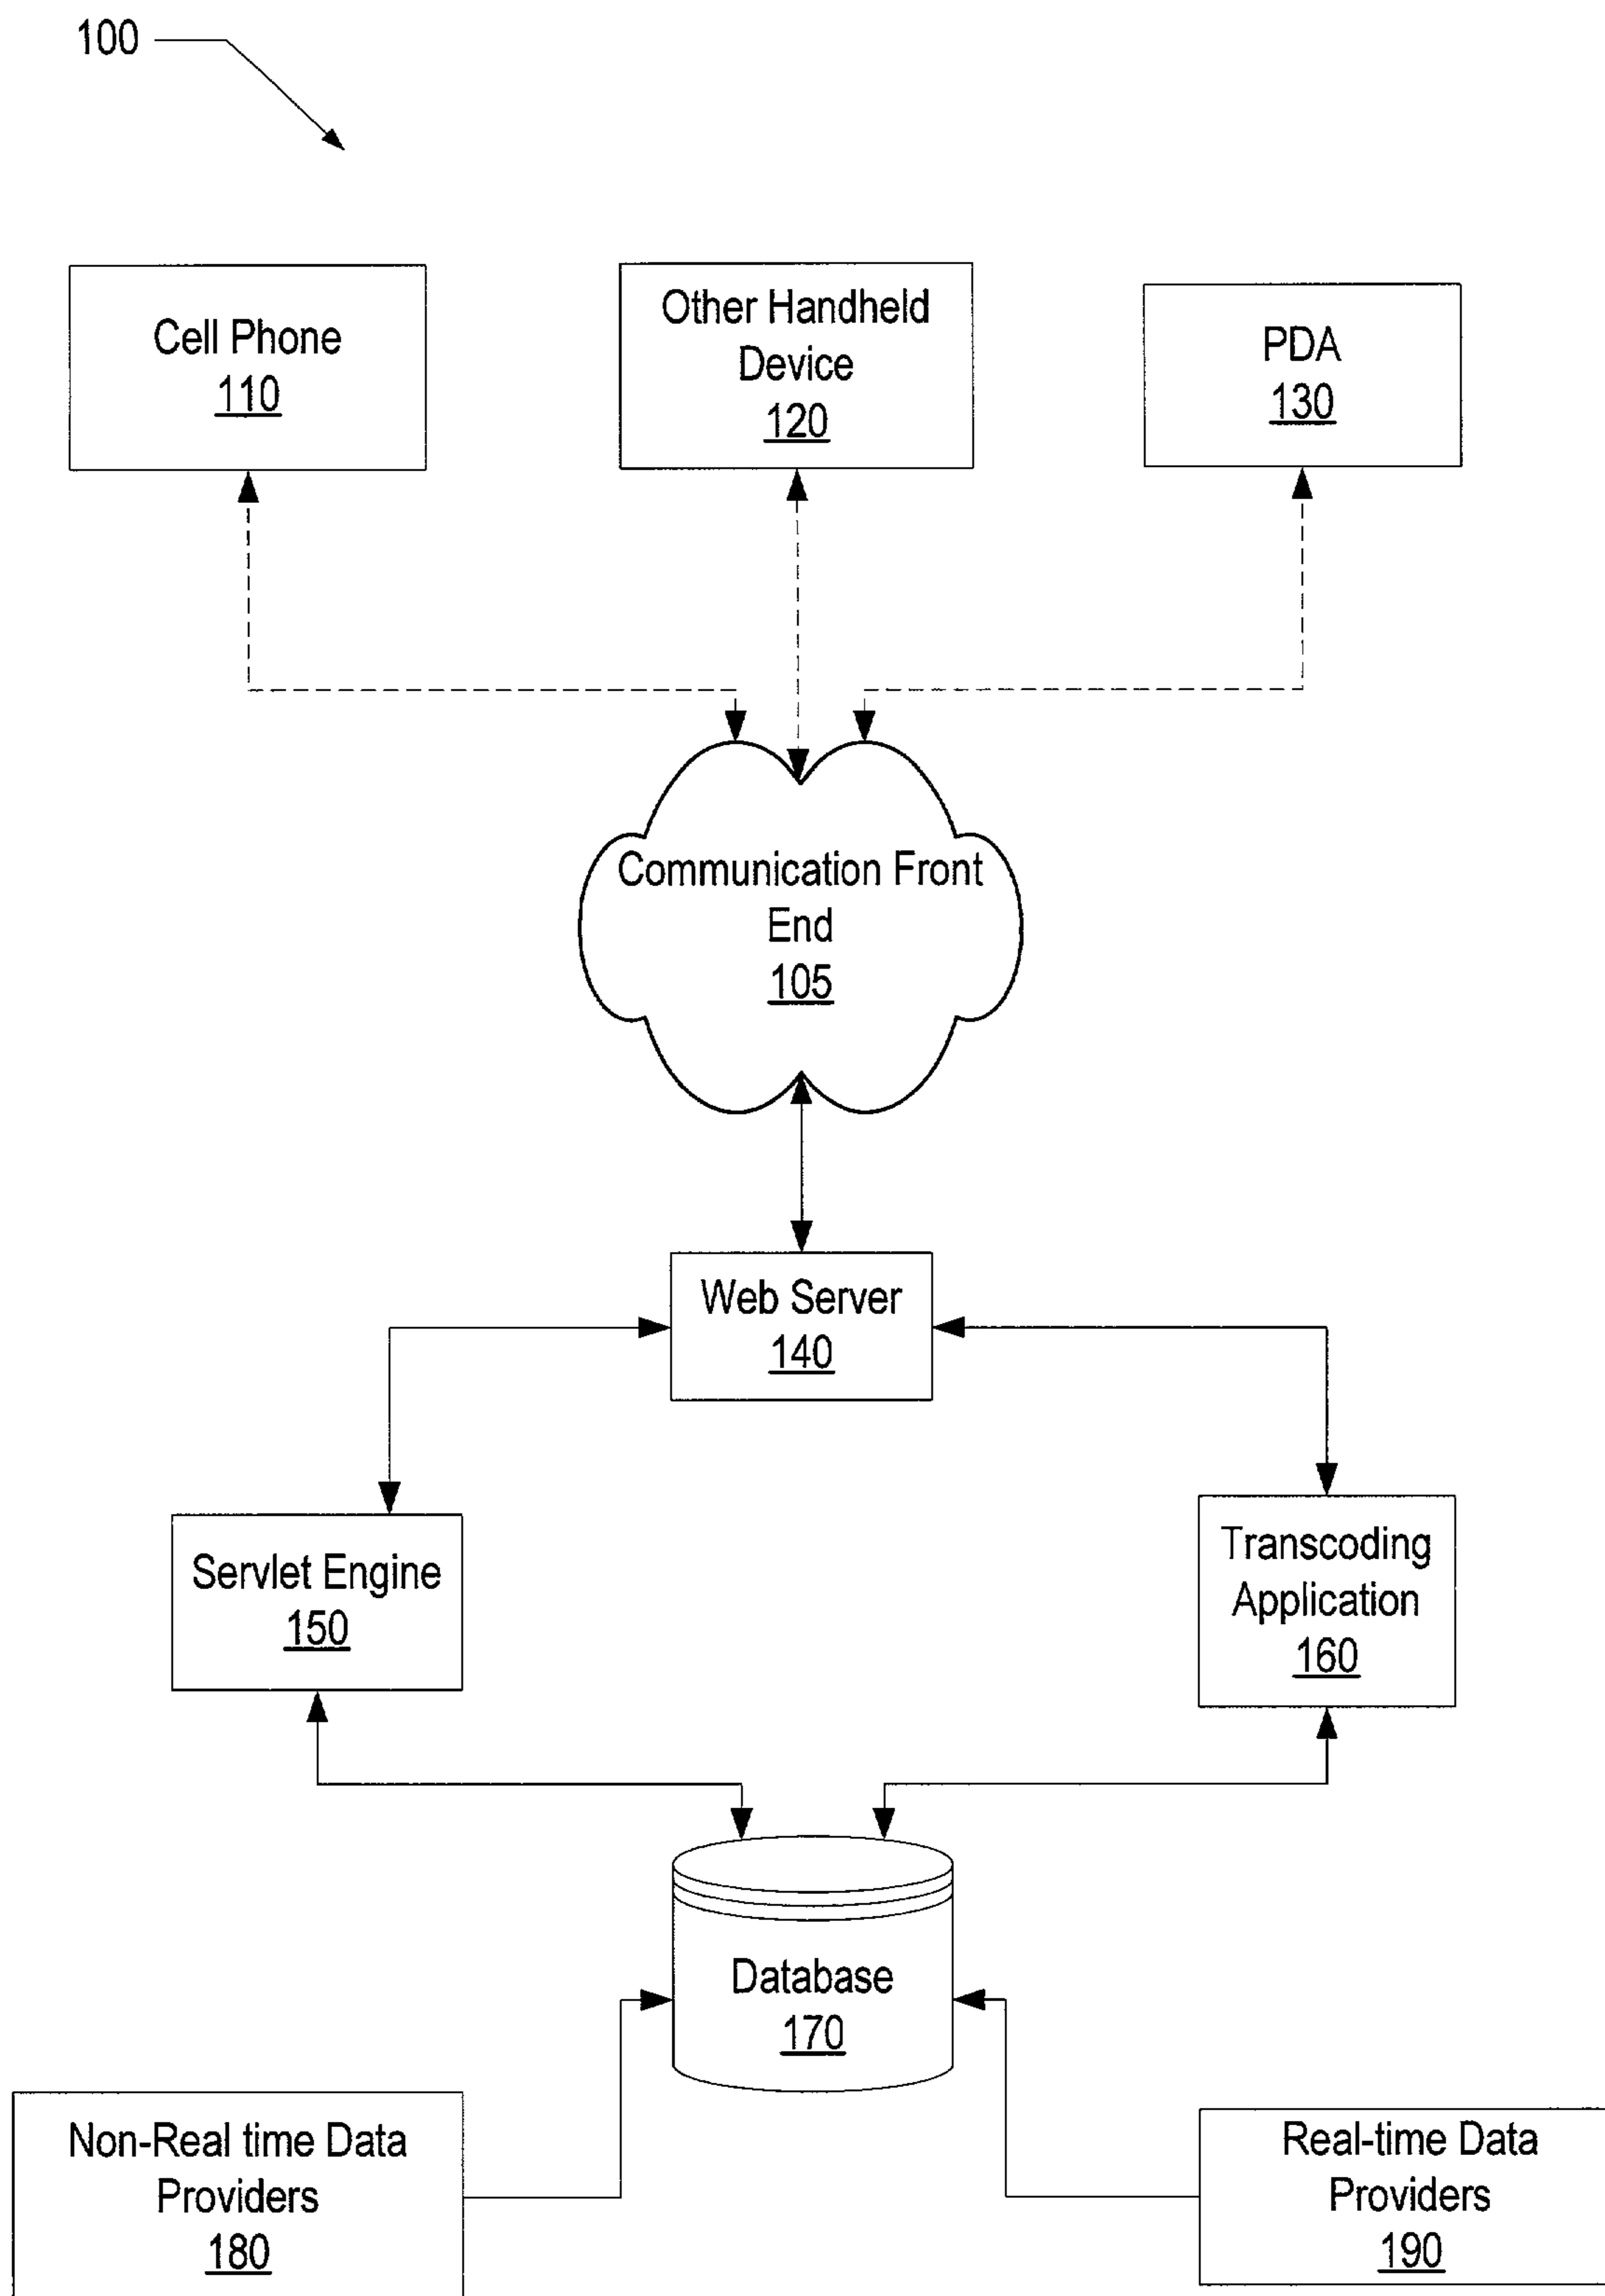 100
Cell Phone
110
Other Handheld
Device
120
PDA
130
Communication Front
End
105
Web Server
140
Servlet Engine
150
Transcoding
Application
160
Database
170
Non-Real time Data
Providers
180
Real-time Data
Providers
190